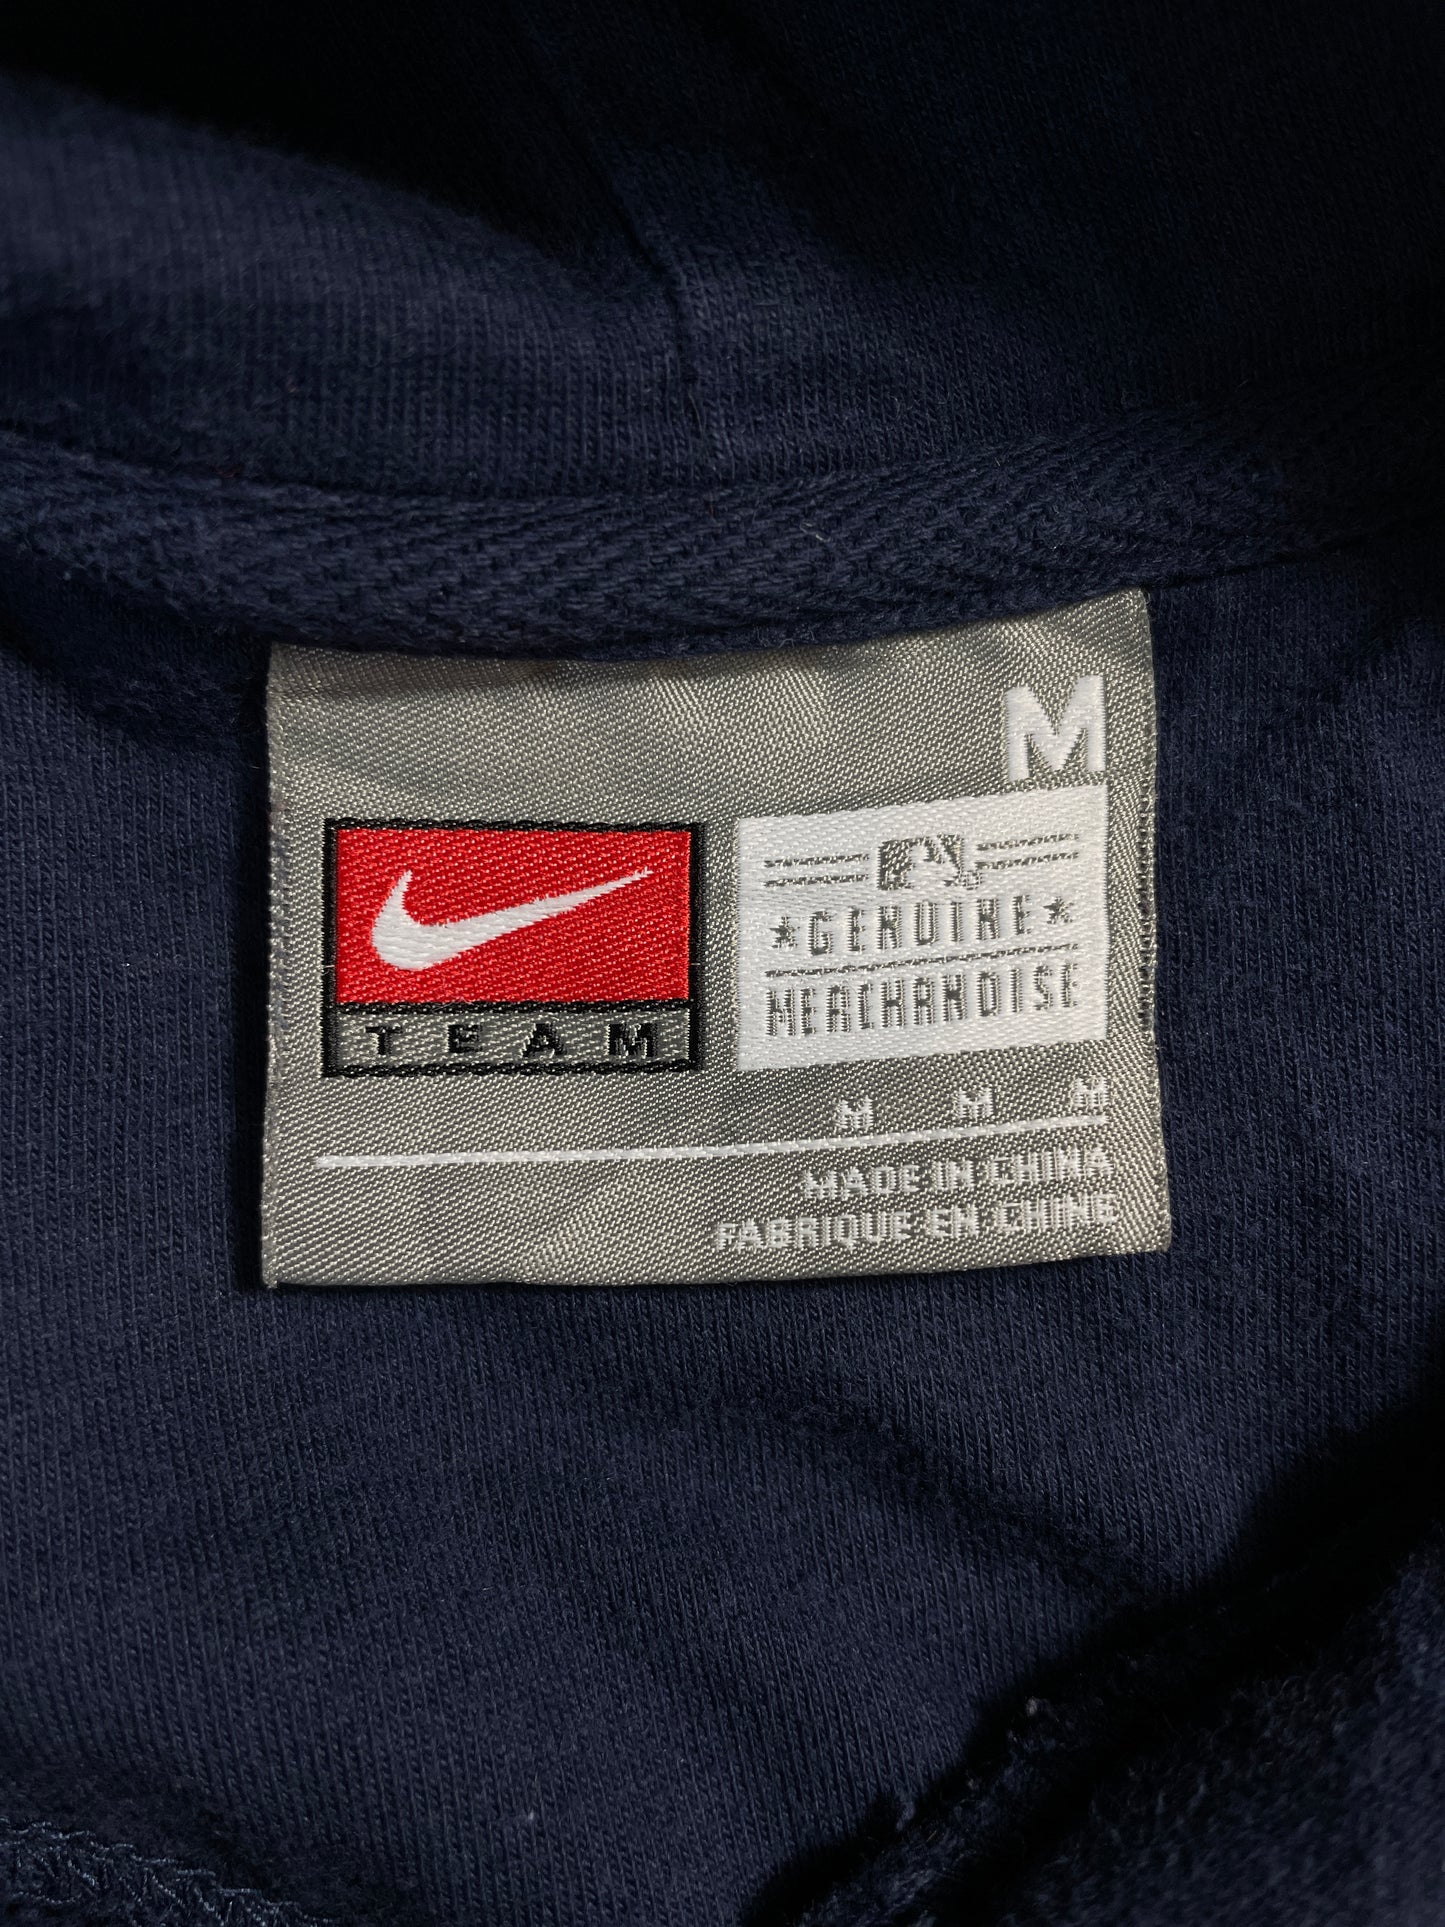 M
TEAM
★GENUINE★
MERCHANDISE
M M M
MADE IN CHINA
FABRIQUE EN CHINE